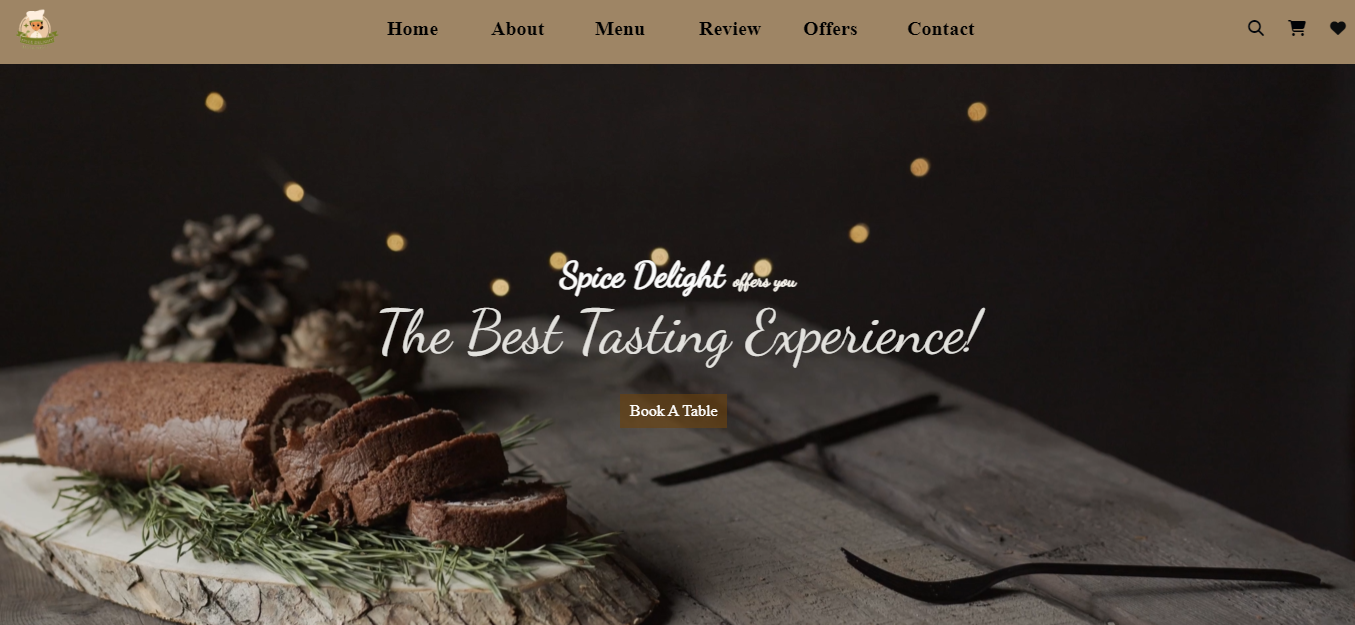 Home About Menu Review Offers Contact
Spice Delight offers you
The Best Tasting Experience!
Book A Table